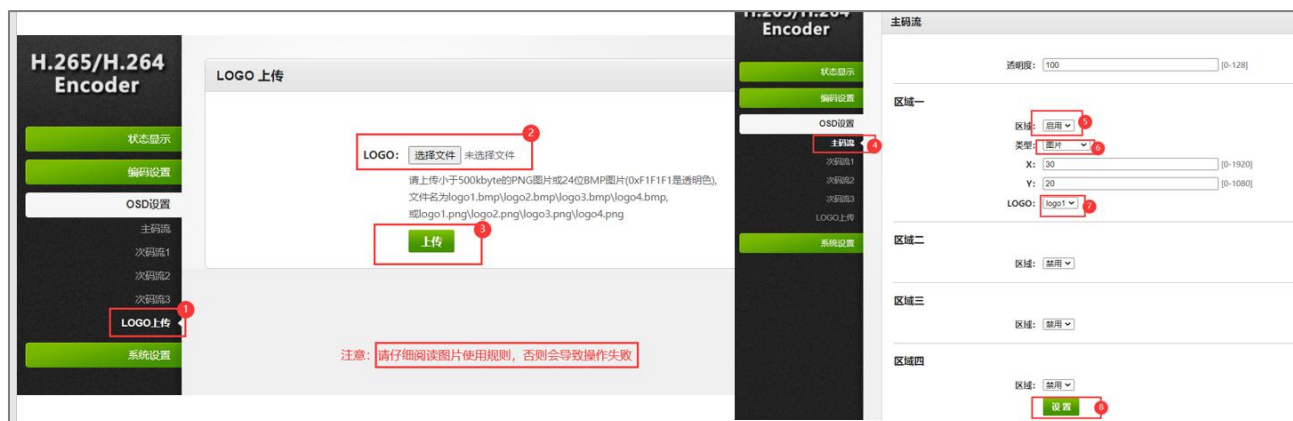 H.265/H.264
Encoder
状态显示
编码设置
OSD设置
主码流
次码流1
次码流2
次码流3
LOGO上传
1
系统设置
LOGO 上传
2
LOGO: 选择文件 未选择文件
请上传小于500kbyte的PNG图片或24位BMP图片(0xF1F1F1是透明色),
文件名为logo1.bmp\logo2.bmp\logo3.bmp\logo4.bmp,
或logo1.png\logo2.png\logo3.png\logo4.png
3
上传
注意: 请仔细阅读图片使用规则，否则会导致操作失败
H.265/H.264
Encoder
状态显示
编码设置
OSD设置
主码流
4
次码流1
次码流2
次码流3
LOGO上传
系统设置
主码流
透明度: 100 [0-128]
区域一
区域: 启用 5
类型: 图片 6
X: 30 [0-1920]
Y: 20 [0-1080]
LOGO: logo1 7
区域二
区域: 禁用
区域三
区域: 禁用
区域四
区域: 禁用
设置 8